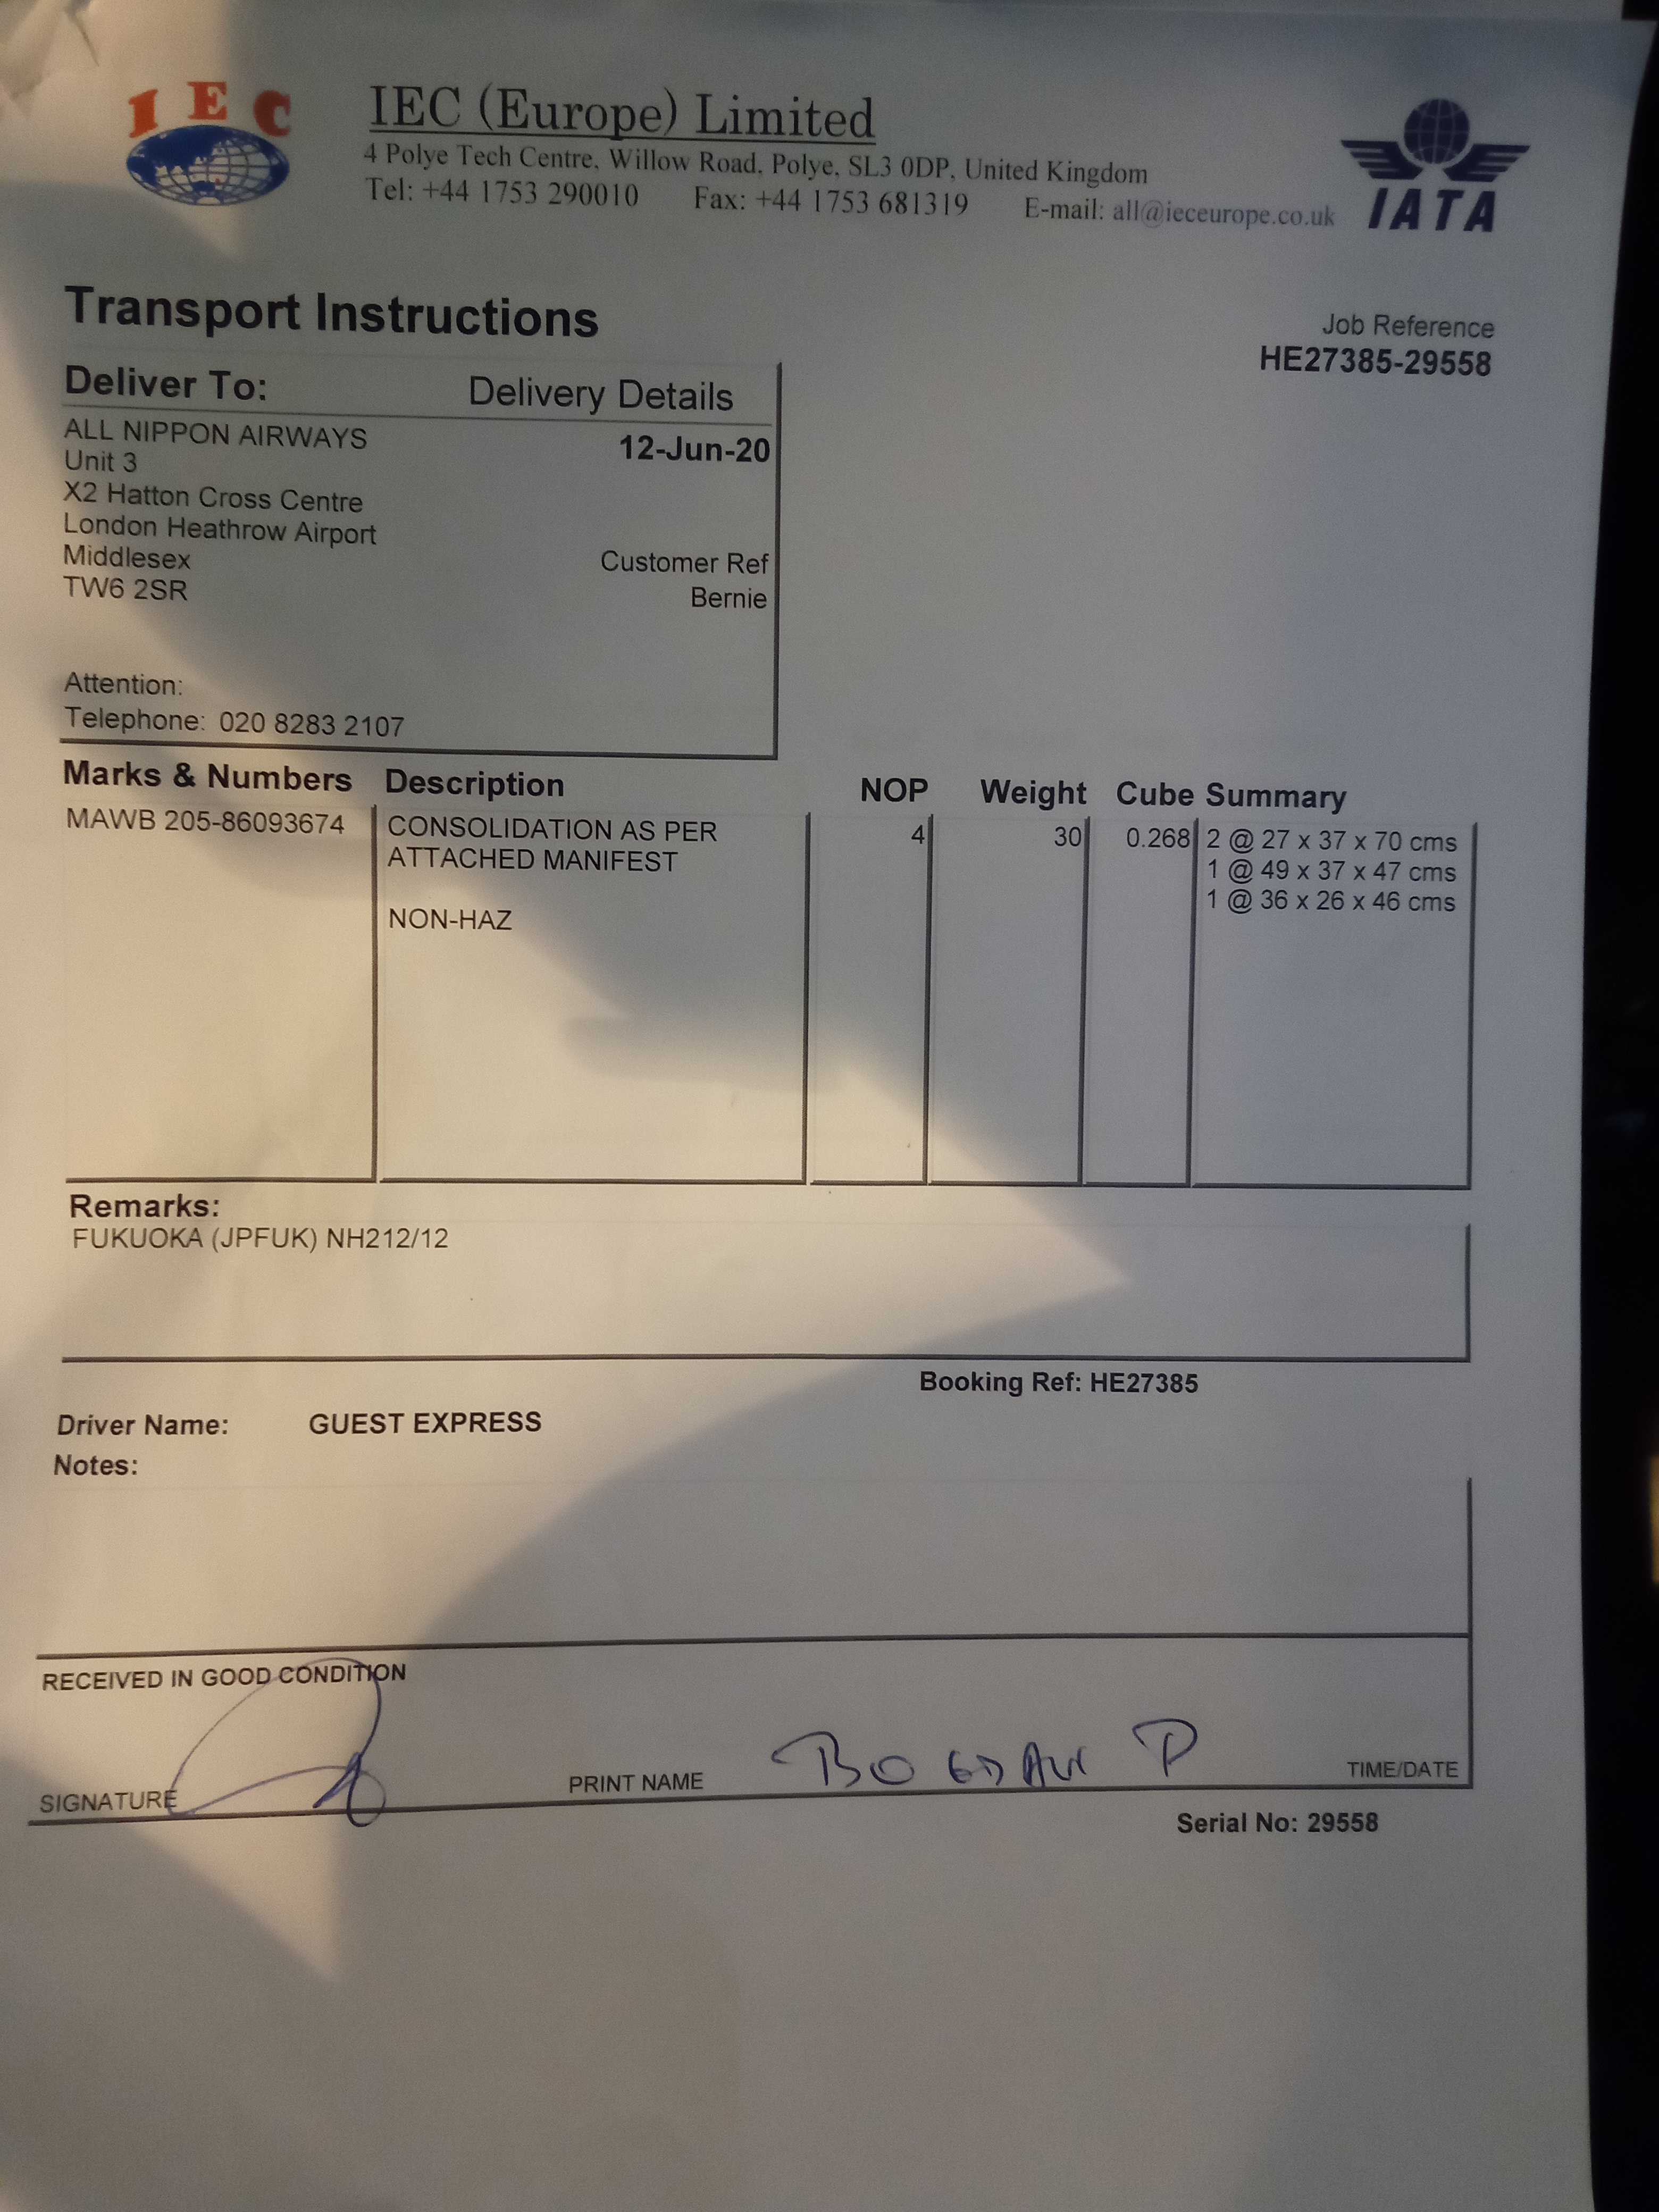 IEC
IEC (Europe) Limited
4 Polye Tech Centre, Willow Road, Polye, SL3 0DP, United Kingdom
Tel: +44 1753 290010 Fax: +44 1753 681319 E-mail: all@ieceurope.co.uk
IATA
Transport Instructions
Job Reference
HE27385-29558
Deliver To: Delivery Details
ALL NIPPON AIRWAYS 12-Jun-20
Unit 3
X2 Hatton Cross Centre
London Heathrow Airport
Middlesex Customer Ref
TW6 2SR Bernie
Attention:
Telephone: 020 8283 2107
Marks & Numbers Description NOP Weight Cube Summary
MAWB 205-86093674 CONSOLIDATION AS PER 4 30 0.268 2 @ 27 x 37 x 70 cms
ATTACHED MANIFEST 1 @ 49 x 37 x 47 cms
1 @ 36 x 26 x 46 cms
NON-HAZ
Remarks:
FUKUOKA (JPFUK) NH212/12
Booking Ref: HE27385
Driver Name: GUEST EXPRESS
Notes:
RECEIVED IN GOOD CONDITION
SIGNATURE PRINT NAME BOGDAN P TIME/DATE
Serial No: 29558